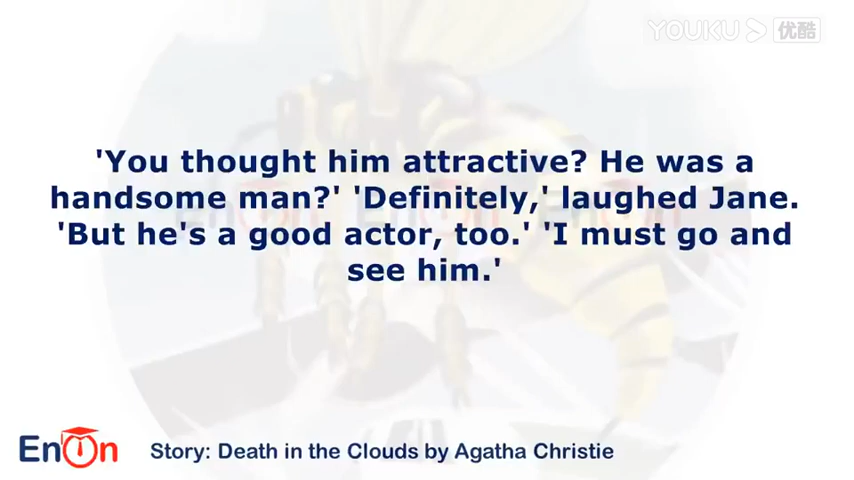 YOUKU 优酷
'You thought him attractive? He was a
handsome man?' 'Definitely,' laughed Jane.
'But he's a good actor, too.' 'I must go and
see him.'
EnOn
Story: Death in the Clouds by Agatha Christie